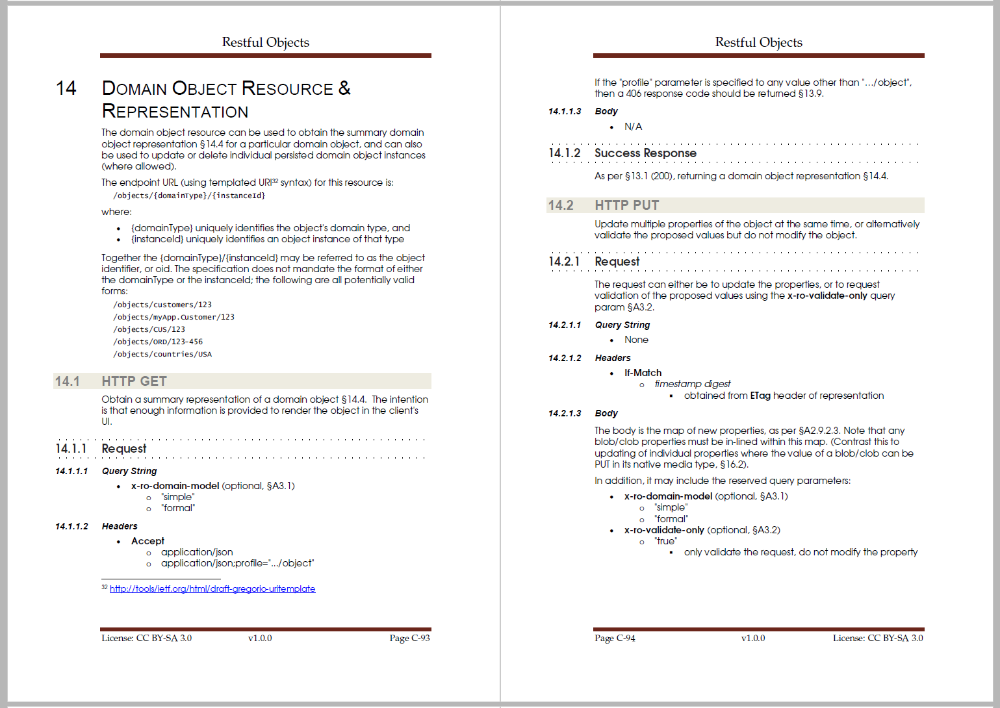 Restful Objects
14 DOMAIN OBJECT RESOURCE &
REPRESENTATION
The domain object resource can be used to obtain the summary domain
object representation §14.4 for a particular domain object, and can also
be used to update or delete individual persisted domain object instances
(where allowed).
The endpoint URL (using templated URI32 syntax) for this resource is:
/objects/{domainType}/{instanceId}
where:
• {domainType} uniquely identifies the object's domain type, and
• {instanceId} uniquely identifies an object instance of that type
Together the {domainType}/{instanceId} may be referred to as the object
identifier, or oid. The specification does not mandate the format of either
the domainType or the instanceId; the following are all potentially valid
forms:
/objects/customers/123
/objects/myApp.Customer/123
/objects/CUS/123
/objects/ORD/123-456
/objects/countries/USA
14.1 HTTP GET
Obtain a summary representation of a domain object §14.4. The intention
is that enough information is provided to render the object in the client's
UI.
14.1.1 Request
14.1.1.1 Query String
• x-ro-domain-model (optional, §A3.1)
o "simple"
o "formal"
14.1.1.2 Headers
• Accept
o application/json
o application/json;profile=".../object"
32 http://tools/ietf.org/html/draft-gregorio-uritemplate
License: CC BY-SA 3.0 v1.0.0 Page C-93
Restful Objects
If the "profile" parameter is specified to any value other than ".../object",
then a 406 response code should be returned §13.9.
14.1.1.3 Body
• N/A
14.1.2 Success Response
As per §13.1 (200), returning a domain object representation §14.4.
14.2 HTTP PUT
Update multiple properties of the object at the same time, or alternatively
validate the proposed values but do not modify the object.
14.2.1 Request
The request can either be to update the properties, or to request
validation of the proposed values using the x-ro-validate-only query
param §A3.2.
14.2.1.1 Query String
• None
14.2.1.2 Headers
• If-Match
o timestamp digest
▪ obtained from ETag header of representation
14.2.1.3 Body
The body is the map of new properties, as per §A2.9.2.3. Note that any
blob/clob properties must be in-lined within this map. (Contrast this to
updating of individual properties where the value of a blob/clob can be
PUT in its native media type, §16.2).
In addition, it may include the reserved query parameters:
• x-ro-domain-model (optional, §A3.1)
o "simple"
o "formal"
• x-ro-validate-only (optional, §A3.2)
o "true"
▪ only validate the request, do not modify the property
Page C-94 v1.0.0 License: CC BY-SA 3.0